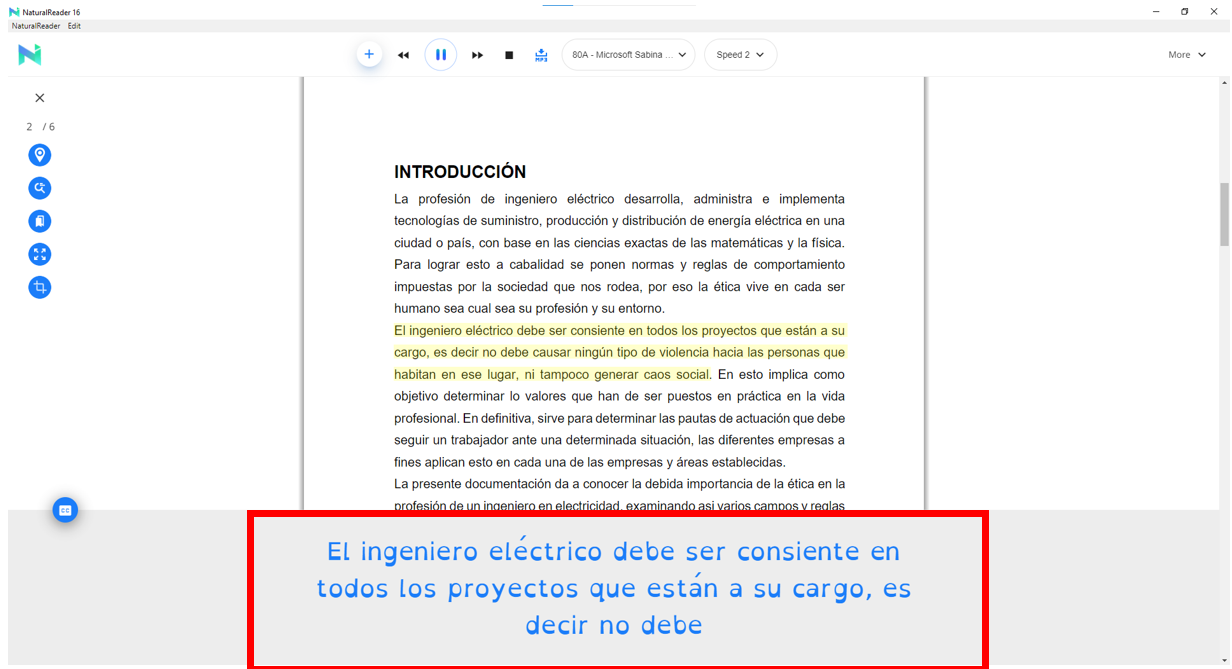 NaturalReader 16
NaturalReader Edit
MP3
80A - Microsoft Sabina ...
Speed 2
More
2 / 6
INTRODUCCIÓN
La profesión de ingeniero eléctrico desarrolla, administra e implementa
tecnologías de suministro, producción y distribución de energía eléctrica en una
ciudad o país, con base en las ciencias exactas de las matemáticas y la física.
Para lograr esto a cabalidad se ponen normas y reglas de comportamiento
impuestas por la sociedad que nos rodea, por eso la ética vive en cada ser
humano sea cual sea su profesión y su entorno.
El ingeniero eléctrico debe ser consiente en todos los proyectos que están a su
cargo, es decir no debe causar ningún tipo de violencia hacia las personas que
habitan en ese lugar, ni tampoco generar caos social. En esto implica como
objetivo determinar lo valores que han de ser puestos en práctica en la vida
profesional. En definitiva, sirve para determinar las pautas de actuación que debe
seguir un trabajador ante una determinada situación, las diferentes empresas a
fines aplican esto en cada una de las empresas y áreas establecidas.
La presente documentación da a conocer la debida importancia de la ética en la
profesión de un ingeniero en electricidad, examinando asi varios campos y reglas
CC
El ingeniero eléctrico debe ser consiente en
todos los proyectos que están a su cargo, es
decir no debe